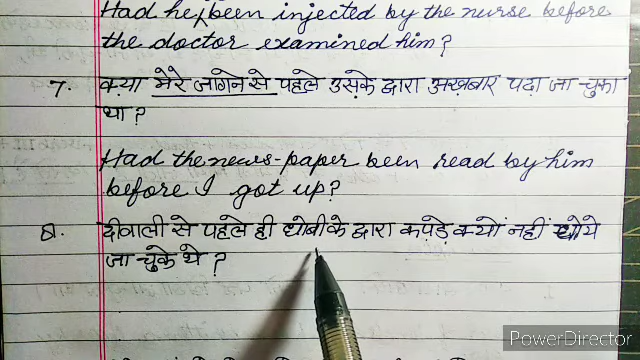 Had he been injected by the nurse before
the doctor examined him?
7. क्या मेरे जागने से पहले उसके द्वारा अखबार पढ़ा जा चुका
था?
Had the news-paper been read by him
before I got up?
8. दीवाली से पहले ही धोबी के द्वारा कपड़े क्यों नहीं धोये
जा चुके थे?
PowerDirector